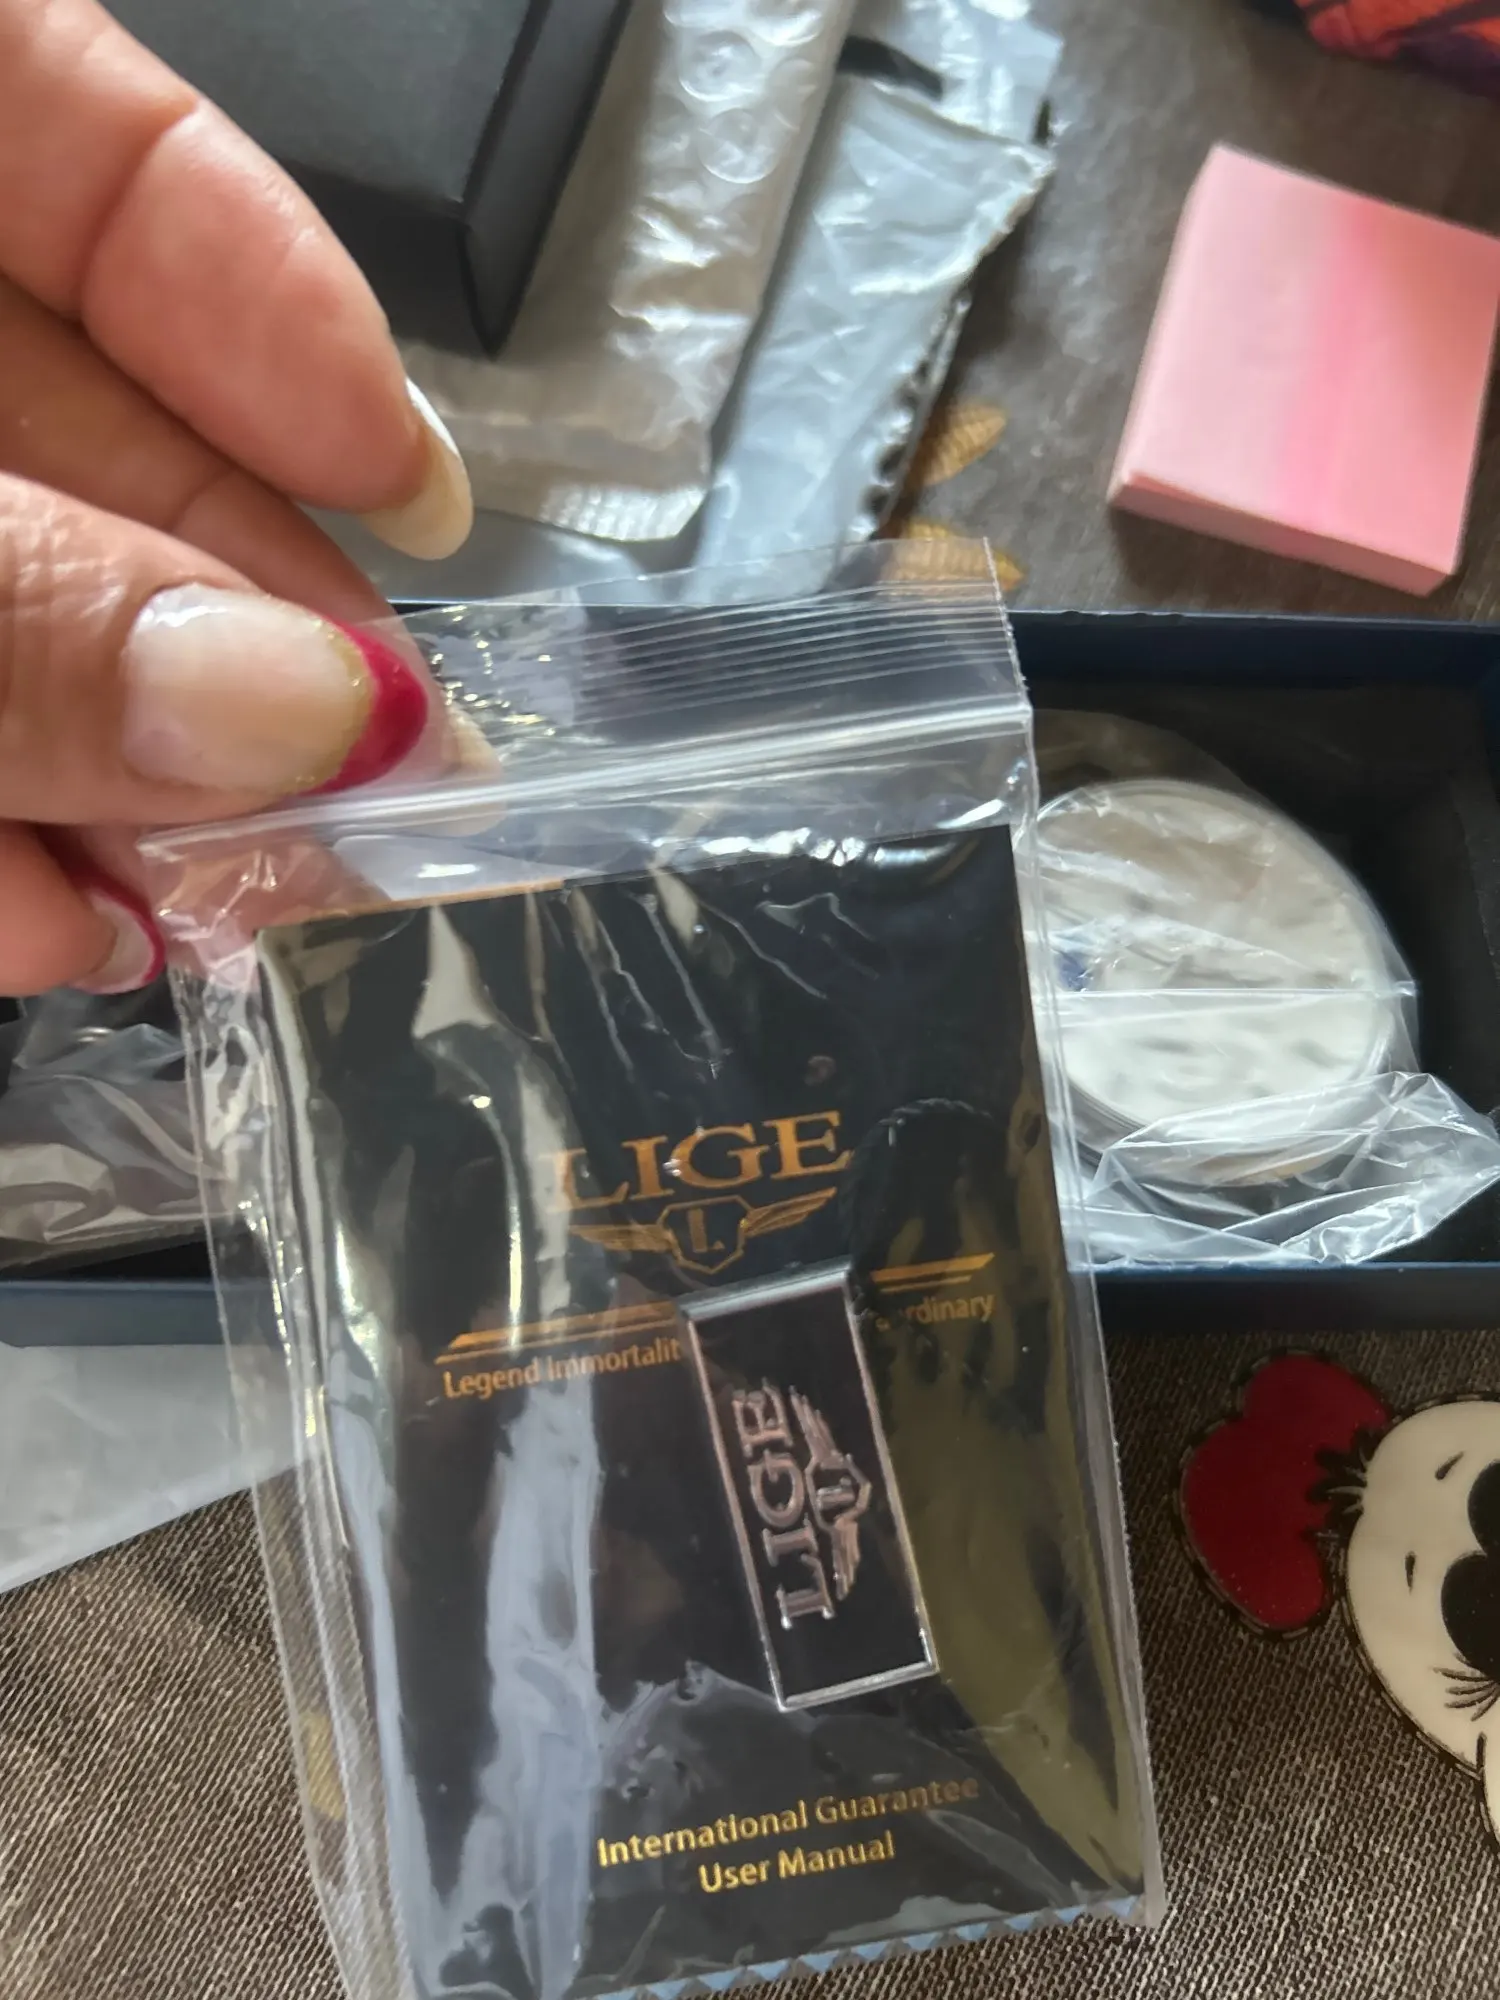 LIGE
L
Legend Immortalit rdinary
LIGE
L
International Guarantee
User Manual